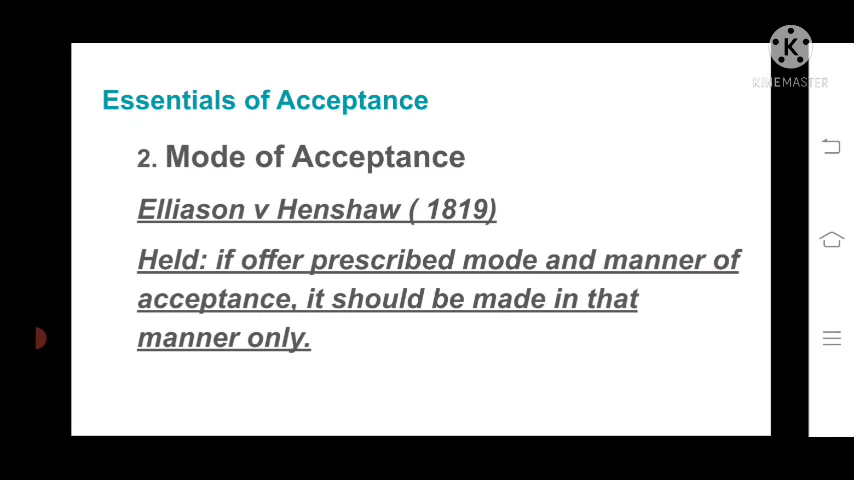 K
KINEMASTER
Essentials of Acceptance
2. Mode of Acceptance
Elliason v Henshaw ( 1819)
Held: if offer prescribed mode and manner of
acceptance, it should be made in that
manner only.